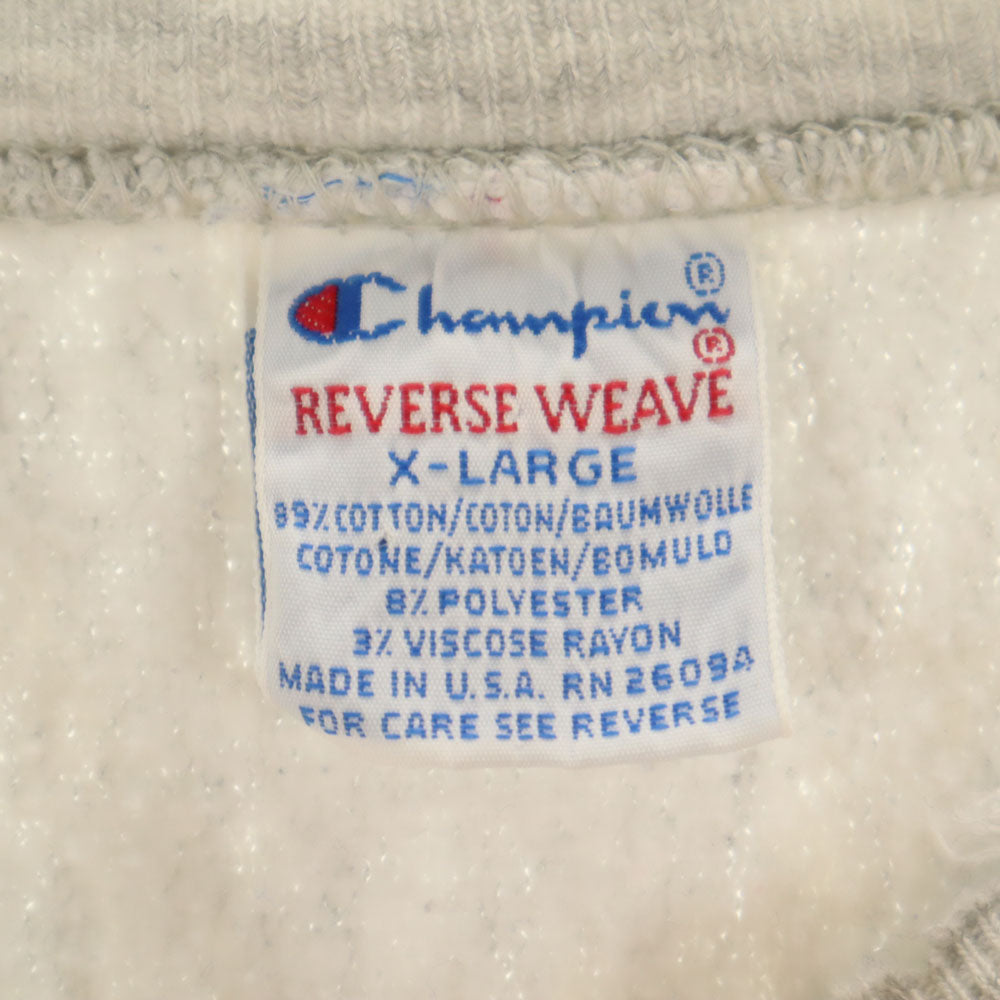 Champion®
REVERSE WEAVE®
X-LARGE
89% COTTON/COTON/BAUMWOLLE
COTONE/KATOEN/BOMULD
8% POLYESTER
3% VISCOSE RAYON
MADE IN U.S.A. RN 26094
FOR CARE SEE REVERSE